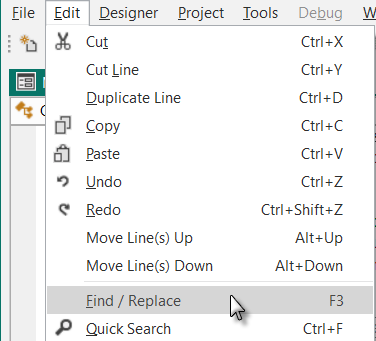 File Edit Designer Project Tools Debug
Cut Ctrl+X
Cut Line Ctrl+Y
Duplicate Line Ctrl+D
Copy Ctrl+C
Paste Ctrl+V
Undo Ctrl+Z
Redo Ctrl+Shift+Z
Move Line(s) Up Alt+Up
Move Line(s) Down Alt+Down
Find / Replace F3
Quick Search Ctrl+F